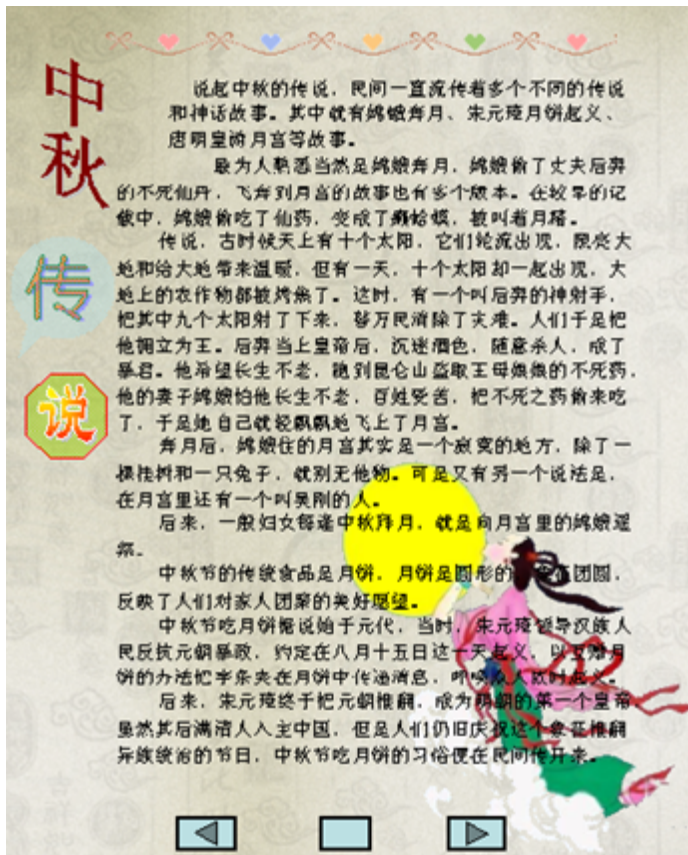 中秋
传
说
说起中秋的传说，民间一直流传着多个不同的传说
和神话故事。其中就有嫦娥奔月、朱元璋月饼起义、
唐明皇游月宫等故事。
最为人熟悉当然是嫦娥奔月，嫦娥偷了丈夫后羿
的不死仙丹，飞奔到月宫的故事也有多个版本。在较早的记
载中，嫦娥偷吃了仙药，变成了癞蛤蟆，被叫着月精。
传说，古时候天上有十个太阳，它们轮流出现，照亮大
地和给大地带来温暖，但有一天，十个太阳却一起出现，大
地上的农作物都被烤焦了。这时，有一个叫后羿的神射手，
把其中九个太阳射了下来，替万民消除了灾难。人们于是把
他拥立为王。后羿当上皇帝后，沉迷酒色，随意杀人，成了
暴君。他希望长生不老，跑到昆仑山盗取王母娘娘的不死药，
他的妻子嫦娥怕他长生不老，百姓受苦，把不死之药偷来吃
了，于是她自己就轻飘飘地飞上了月宫。
奔月后，嫦娥住的月宫其实是一个寂寞的地方，除了一
棵桂树和一只兔子，就别无他物。可是又有另一个说法是，
在月宫里还有一个叫吴刚的人。
后来，一般妇女每逢中秋拜月，就是向月宫里的嫦娥遥
祭。
中秋节的传统食品是月饼，月饼是圆形的 团圆，
反映了人们对家人团聚的美好愿望。
中秋节吃月饼据说始于元代，当时，朱元璋领导汉族人
民反抗元朝暴政，约定在八月十五日这一天起义，以互赠月
饼的办法把字条夹在月饼中传递消息，
后来，朱元璋终于把元朝推翻，成为明朝的第一个皇帝
虽然其后满清人入主中国，但是人们仍旧庆祝这个象征推翻
异族统治的节日，中秋节吃月饼的习俗便在民间传开来。